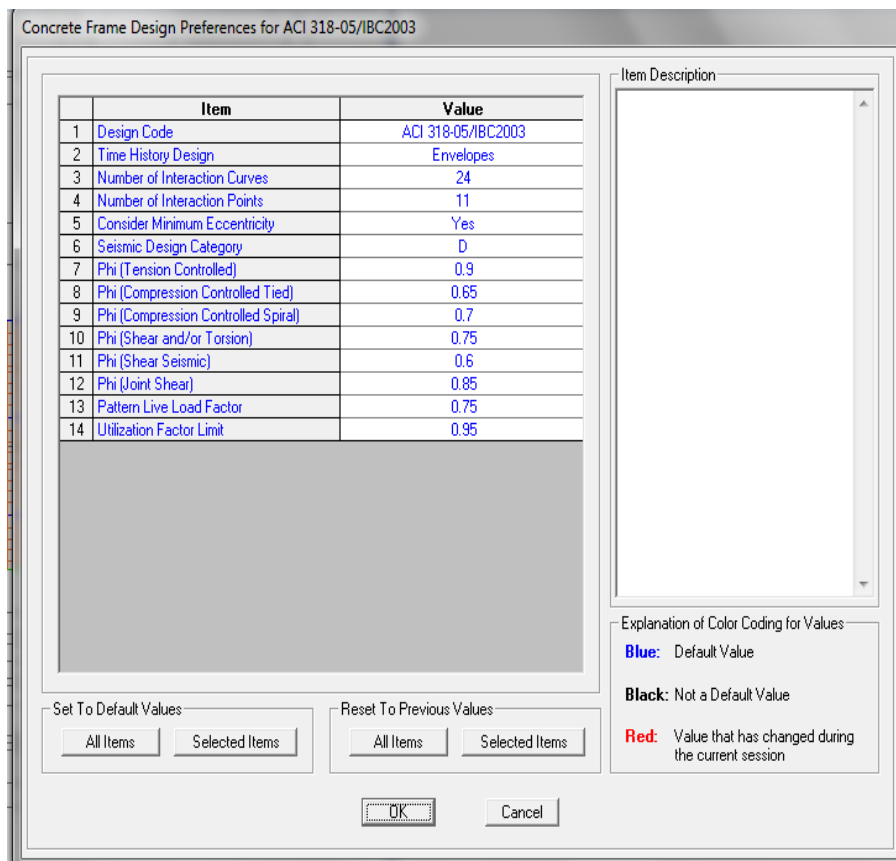 Concrete Frame Design Preferences for ACI 318-05/IBC2003
Item Value
1 Design Code ACI 318-05/IBC2003
2 Time History Design Envelopes
3 Number of Interaction Curves 24
4 Number of Interaction Points 11
5 Consider Minimum Eccentricity Yes
6 Seismic Design Category D
7 Phi (Tension Controlled) 0.9
8 Phi (Compression Controlled Tied) 0.65
9 Phi (Compression Controlled Spiral) 0.7
10 Phi (Shear and/or Torsion) 0.75
11 Phi (Shear Seismic) 0.6
12 Phi (Joint Shear) 0.85
13 Pattern Live Load Factor 0.75
14 Utilization Factor Limit 0.95
Item Description
Explanation of Color Coding for Values
Blue: Default Value
Black: Not a Default Value
Red: Value that has changed during
the current session
Set To Default Values
All Items Selected Items
Reset To Previous Values
All Items Selected Items
OK Cancel